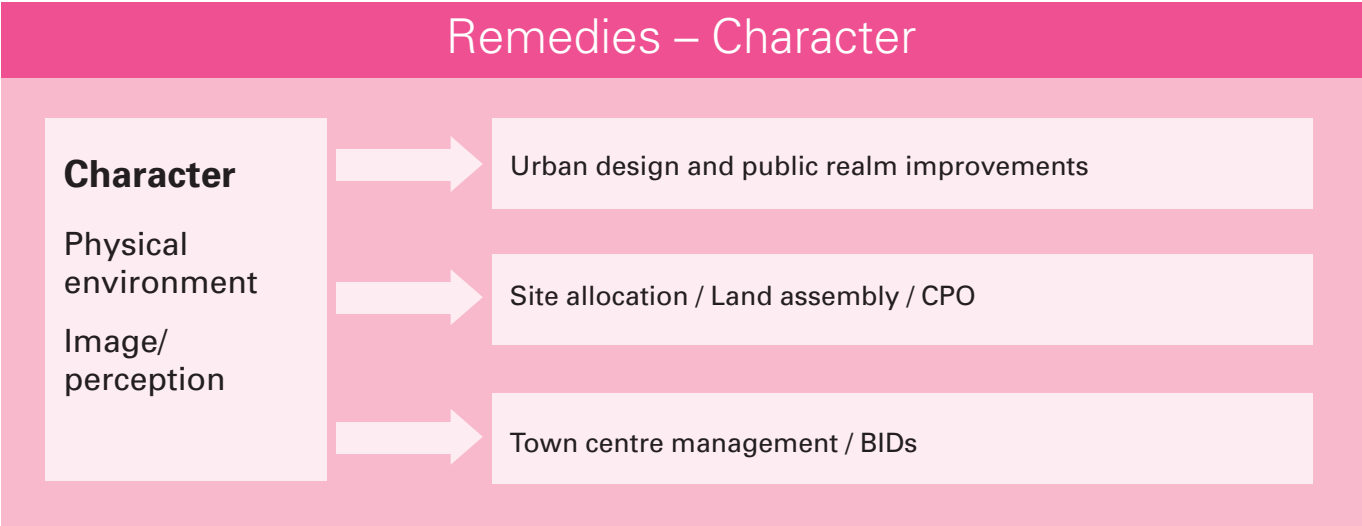 Remedies – Character
Character
Physical
environment
Image/
perception
Urban design and public realm improvements
Site allocation / Land assembly / CPO
Town centre management / BIDs